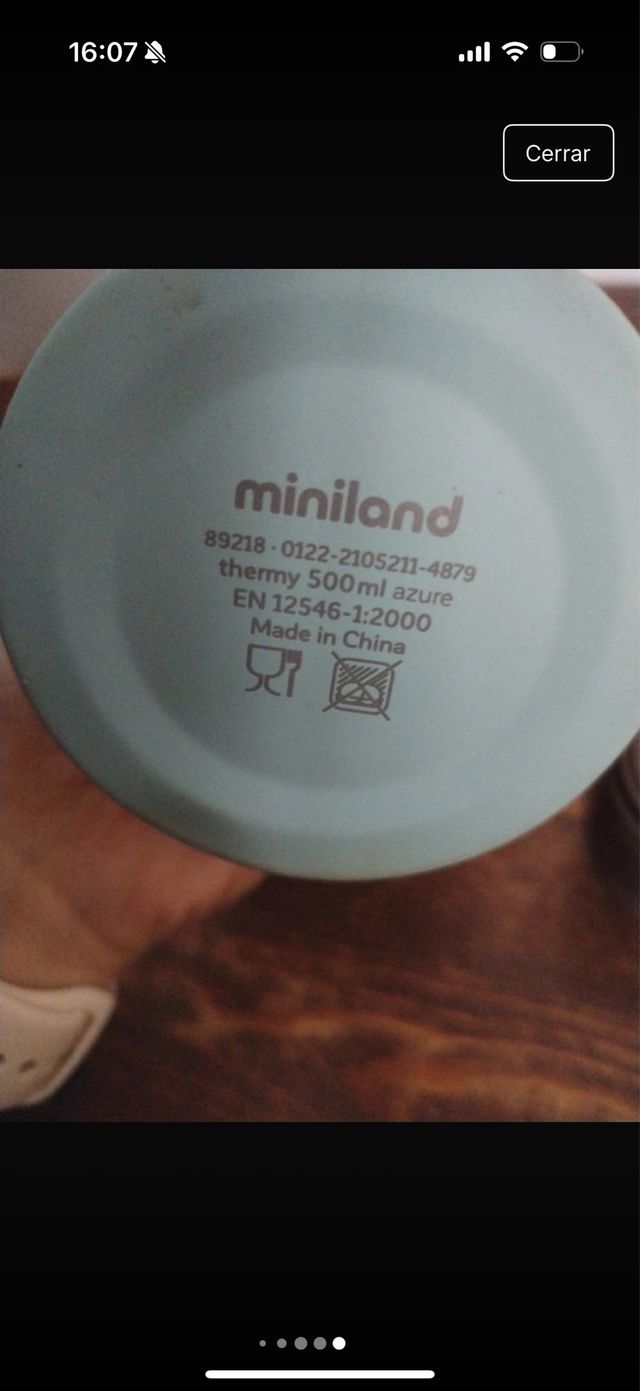 16:07
Cerrar
miniland
89218 · 0122-2105211-4879
thermy 500ml azure
EN 12546-1:2000
Made in China